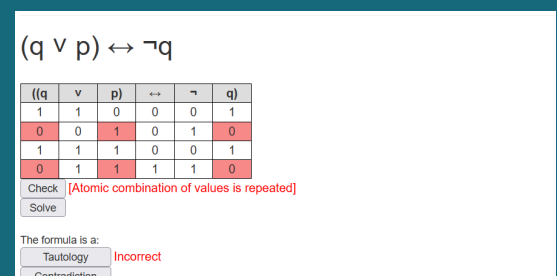 (q ∨ p) ↔ ¬q
((q ∨ p) ↔ ¬ q)
1 1 0 0 0 1
0 0 1 0 1 0
1 1 1 0 0 1
0 1 1 1 1 0
Check [Atomic combination of values is repeated]
Solve
The formula is a:
Tautology Incorrect
Contradiction